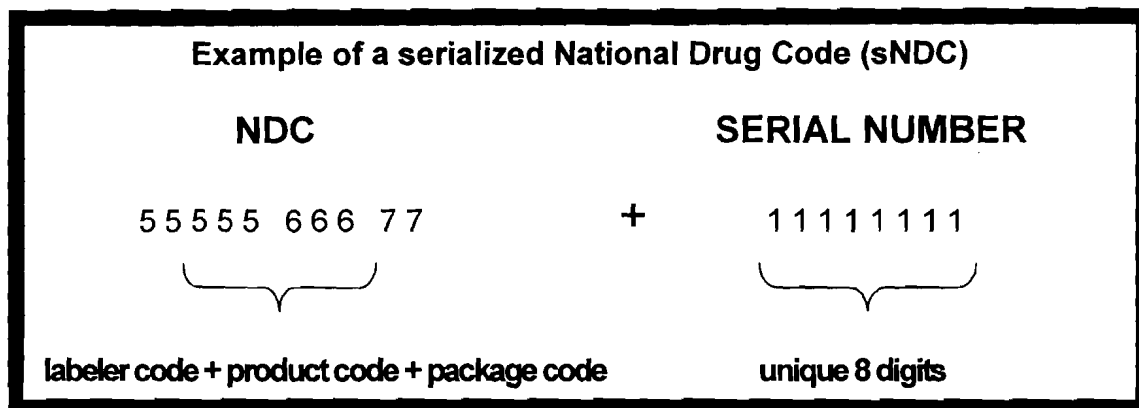 Example of a serialized National Drug Code (sNDC)
NDC SERIAL NUMBER
55555 666 77 + 11111111
labeler code + product code + package code unique 8 digits